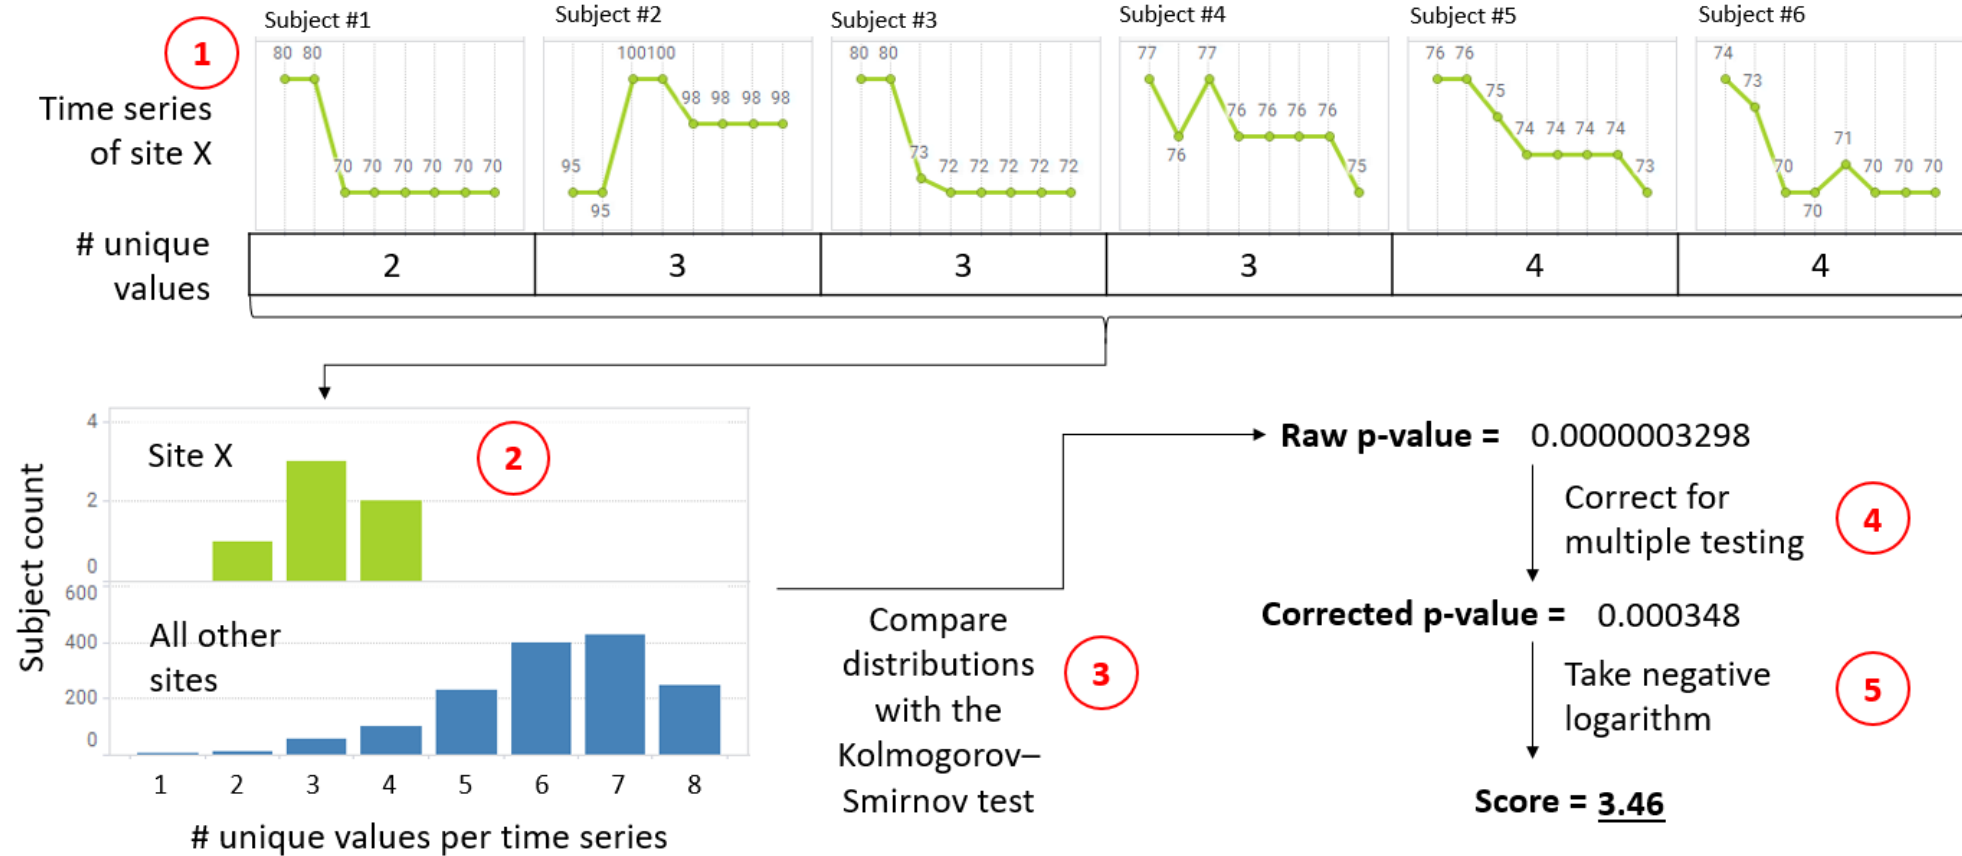 Subject #1
Subject #2
Subject #3
Subject #4
Subject #5
Subject #6
1
Time series
of site X
80 80 70 70 70 70 70 70
95 95 100 100 98 98 98 98
80 80 73 72 72 72 72 72
77 76 77 76 76 76 76 75
76 76 75 74 74 74 74 73
74 73 70 70 71 70 70 70
# unique
values
2
3
3
3
4
4
Subject count
4
2
0
Site X
2
600
400
200
0
All other
sites
1 2 3 4 5 6 7 8
# unique values per time series
Compare
distributions
with the
Kolmogorov–
Smirnov test
3
Raw p-value = 0.0000003298
Correct for
multiple testing
4
Corrected p-value = 0.000348
Take negative
logarithm
5
Score = 3.46